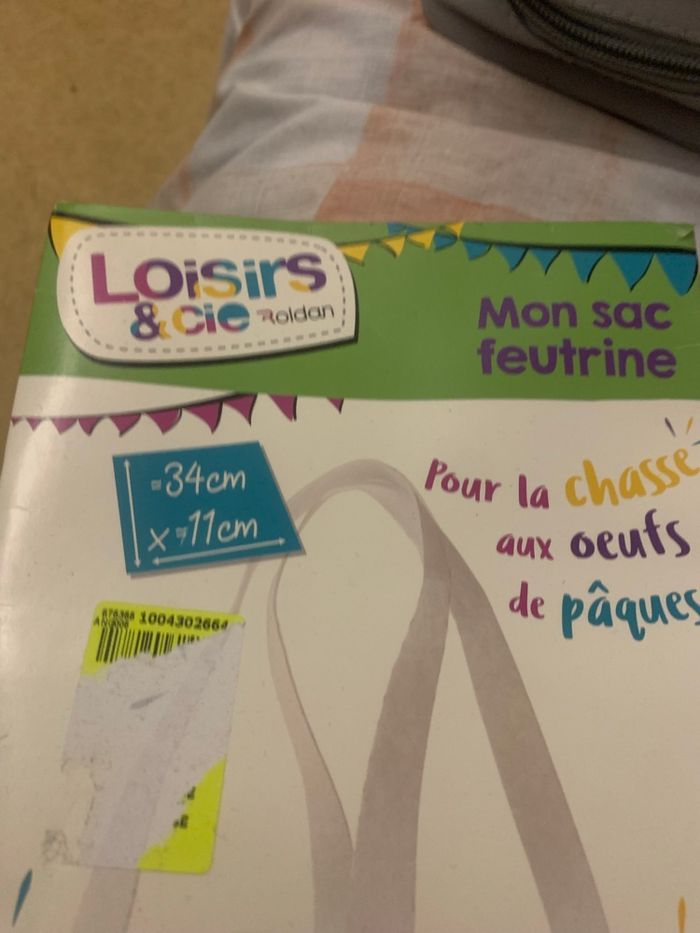 Loisirs
& cie Roldan
Mon sac
feutrine
≈34cm
x ≈11cm
Pour la chasse
aux oeufs
de pâques
1004302664